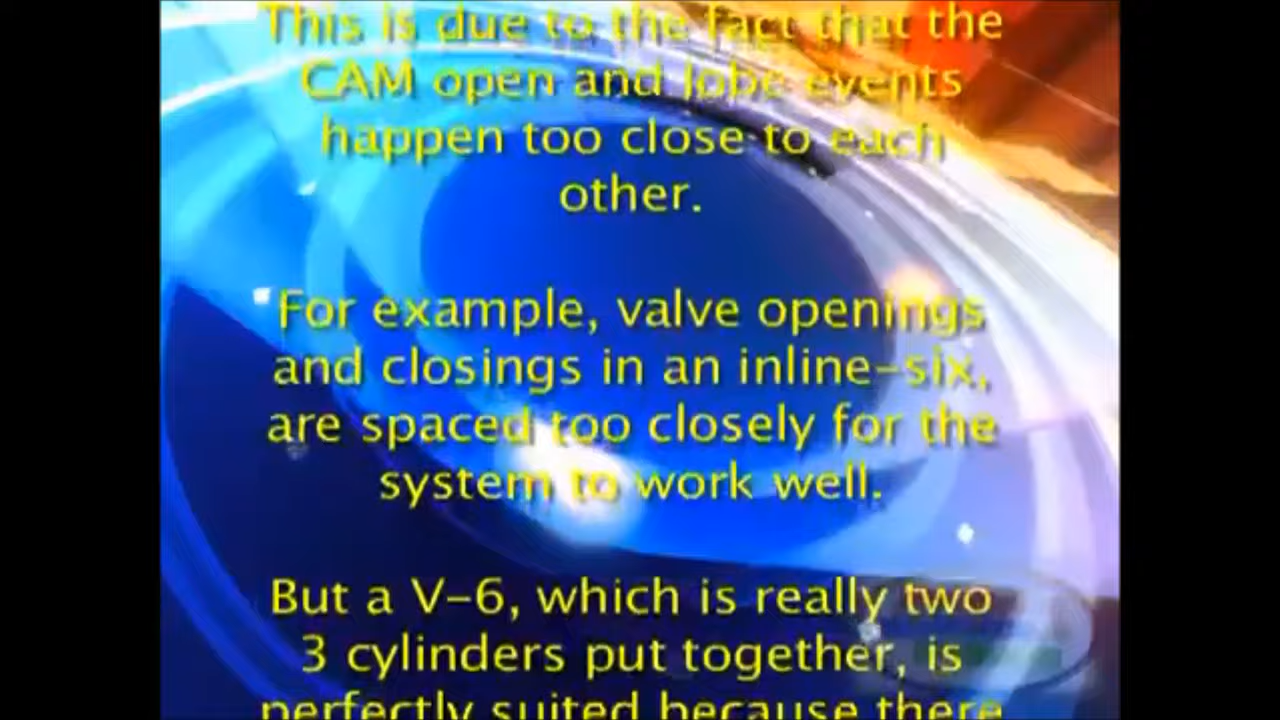 This is due to the fact that the
CAM open and lobe events
happen too close to each
other.
For example, valve openings
and closings in an inline-six,
are spaced too closely for the
system to work well.
But a V-6, which is really two
3 cylinders put together, is
perfectly suited because there